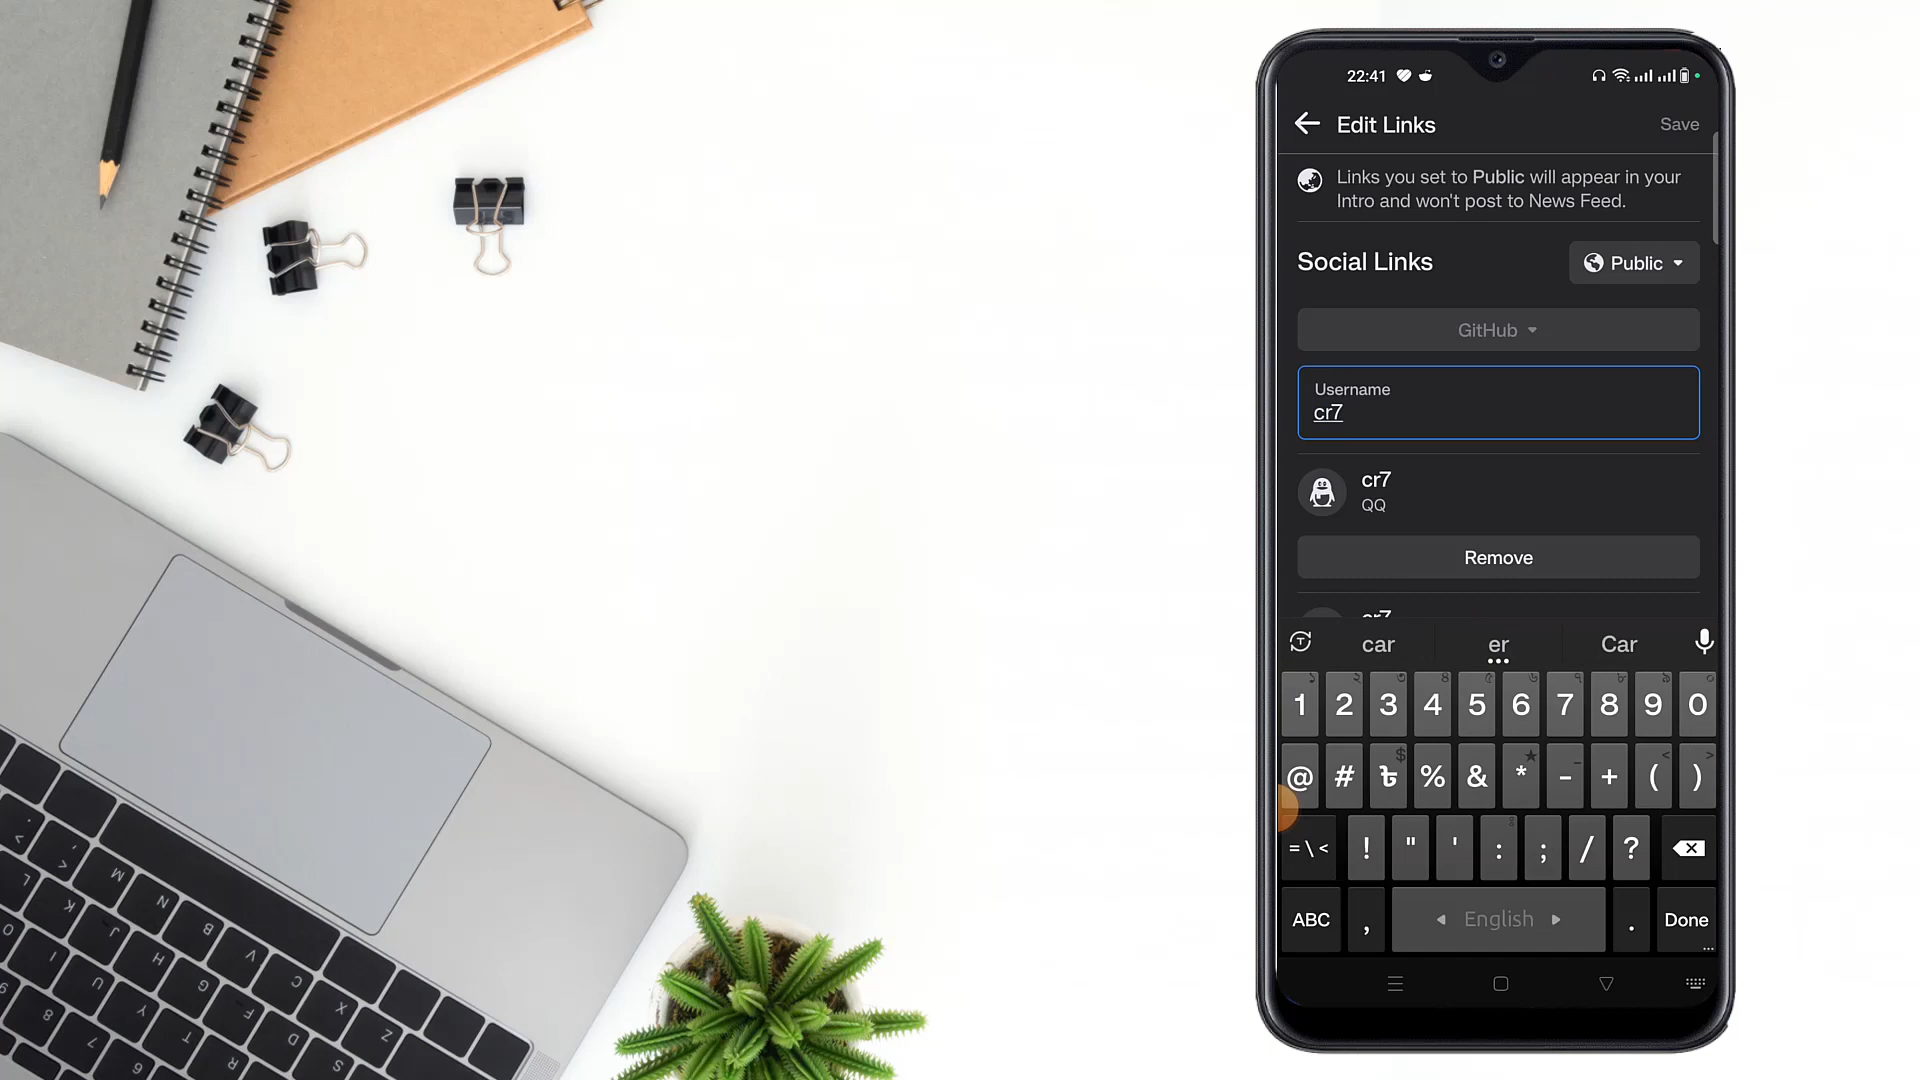 22:41
Edit Links
Save
Links you set to Public will appear in your
Intro and won't post to News Feed.
Social Links
Public
GitHub
Username
cr7
cr7
QQ
Remove
cr7
car er Car
1 2 3 4 5 6 7 8 9 0
@ # ৳ % & * - + ( )
= \ < ! " ' : ; / ?
ABC , English . Done